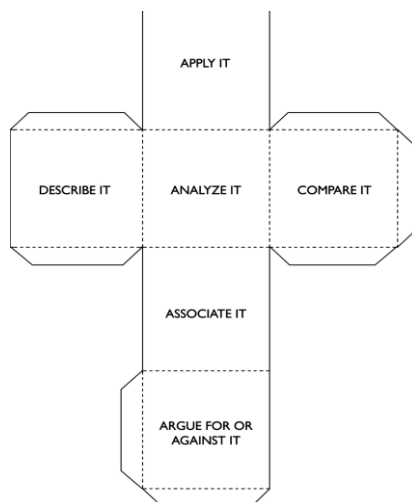 APPLY IT
DESCRIBE IT
ANALYZE IT
COMPARE IT
ASSOCIATE IT
ARGUE FOR OR
AGAINST IT